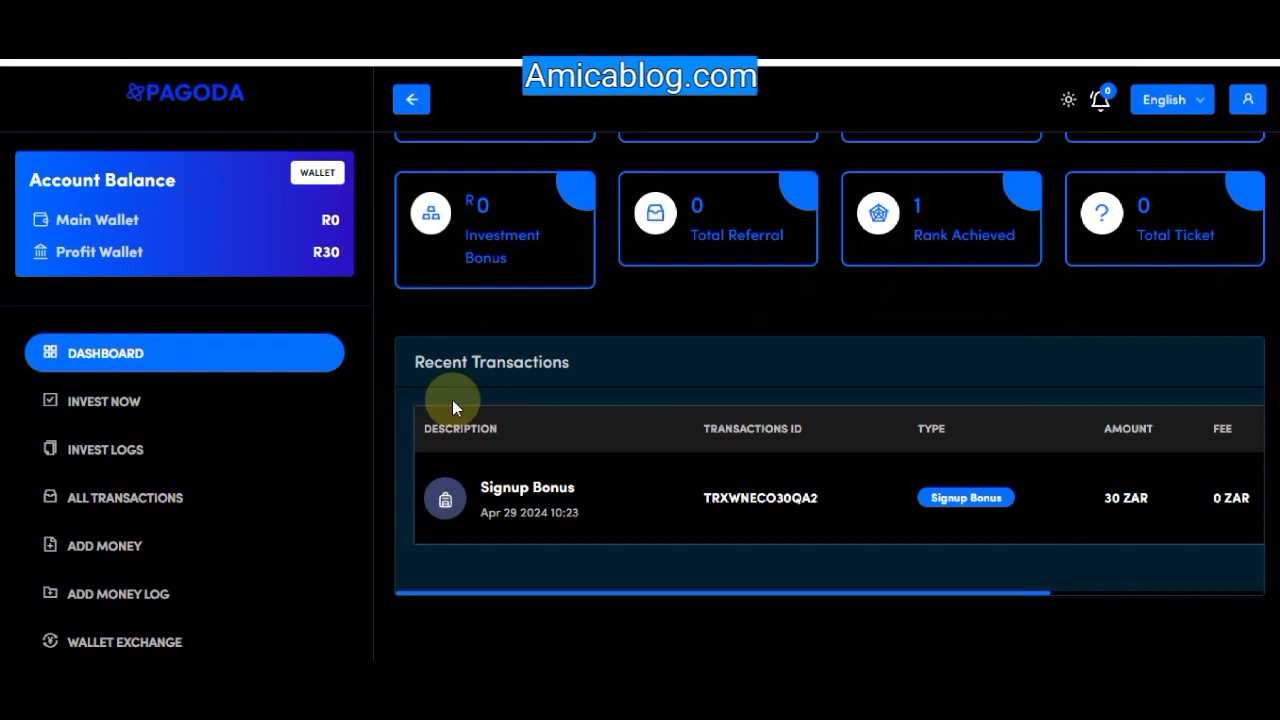 Amicablog.com
PAGODA
0
English
Account Balance
WALLET
Main Wallet R0
Profit Wallet R30
R 0
Investment
Bonus
0
Total Referral
1
Rank Achieved
?
0
Total Ticket
DASHBOARD
INVEST NOW
INVEST LOGS
ALL TRANSACTIONS
ADD MONEY
ADD MONEY LOG
WALLET EXCHANGE
Recent Transactions
DESCRIPTION TRANSACTIONS ID TYPE AMOUNT FEE
Signup Bonus
Apr 29 2024 10:23
TRXWNECO30QA2 Signup Bonus 30 ZAR 0 ZAR